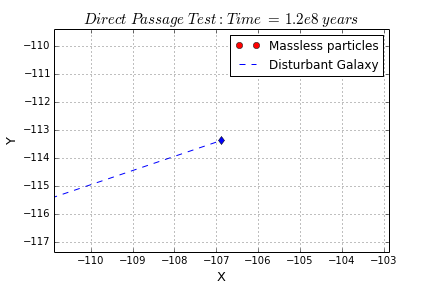 Direct Passage Test : Time = 1.2e8 years
Massless particles
Disturbant Galaxy
Y
−110
−111
−112
−113
−114
−115
−116
−117
−110 −109 −108 −107 −106 −105 −104 −103
X